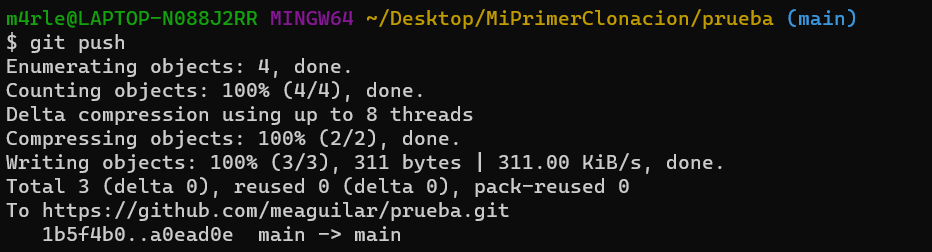 m4rle@LAPTOP-N088J2RR MINGW64 ~/Desktop/MiPrimerClonacion/prueba (main)
$ git push
Enumerating objects: 4, done.
Counting objects: 100% (4/4), done.
Delta compression using up to 8 threads
Compressing objects: 100% (2/2), done.
Writing objects: 100% (3/3), 311 bytes | 311.00 KiB/s, done.
Total 3 (delta 0), reused 0 (delta 0), pack-reused 0
To https://github.com/meaguilar/prueba.git
   1b5f4b0..a0ead0e  main -> main